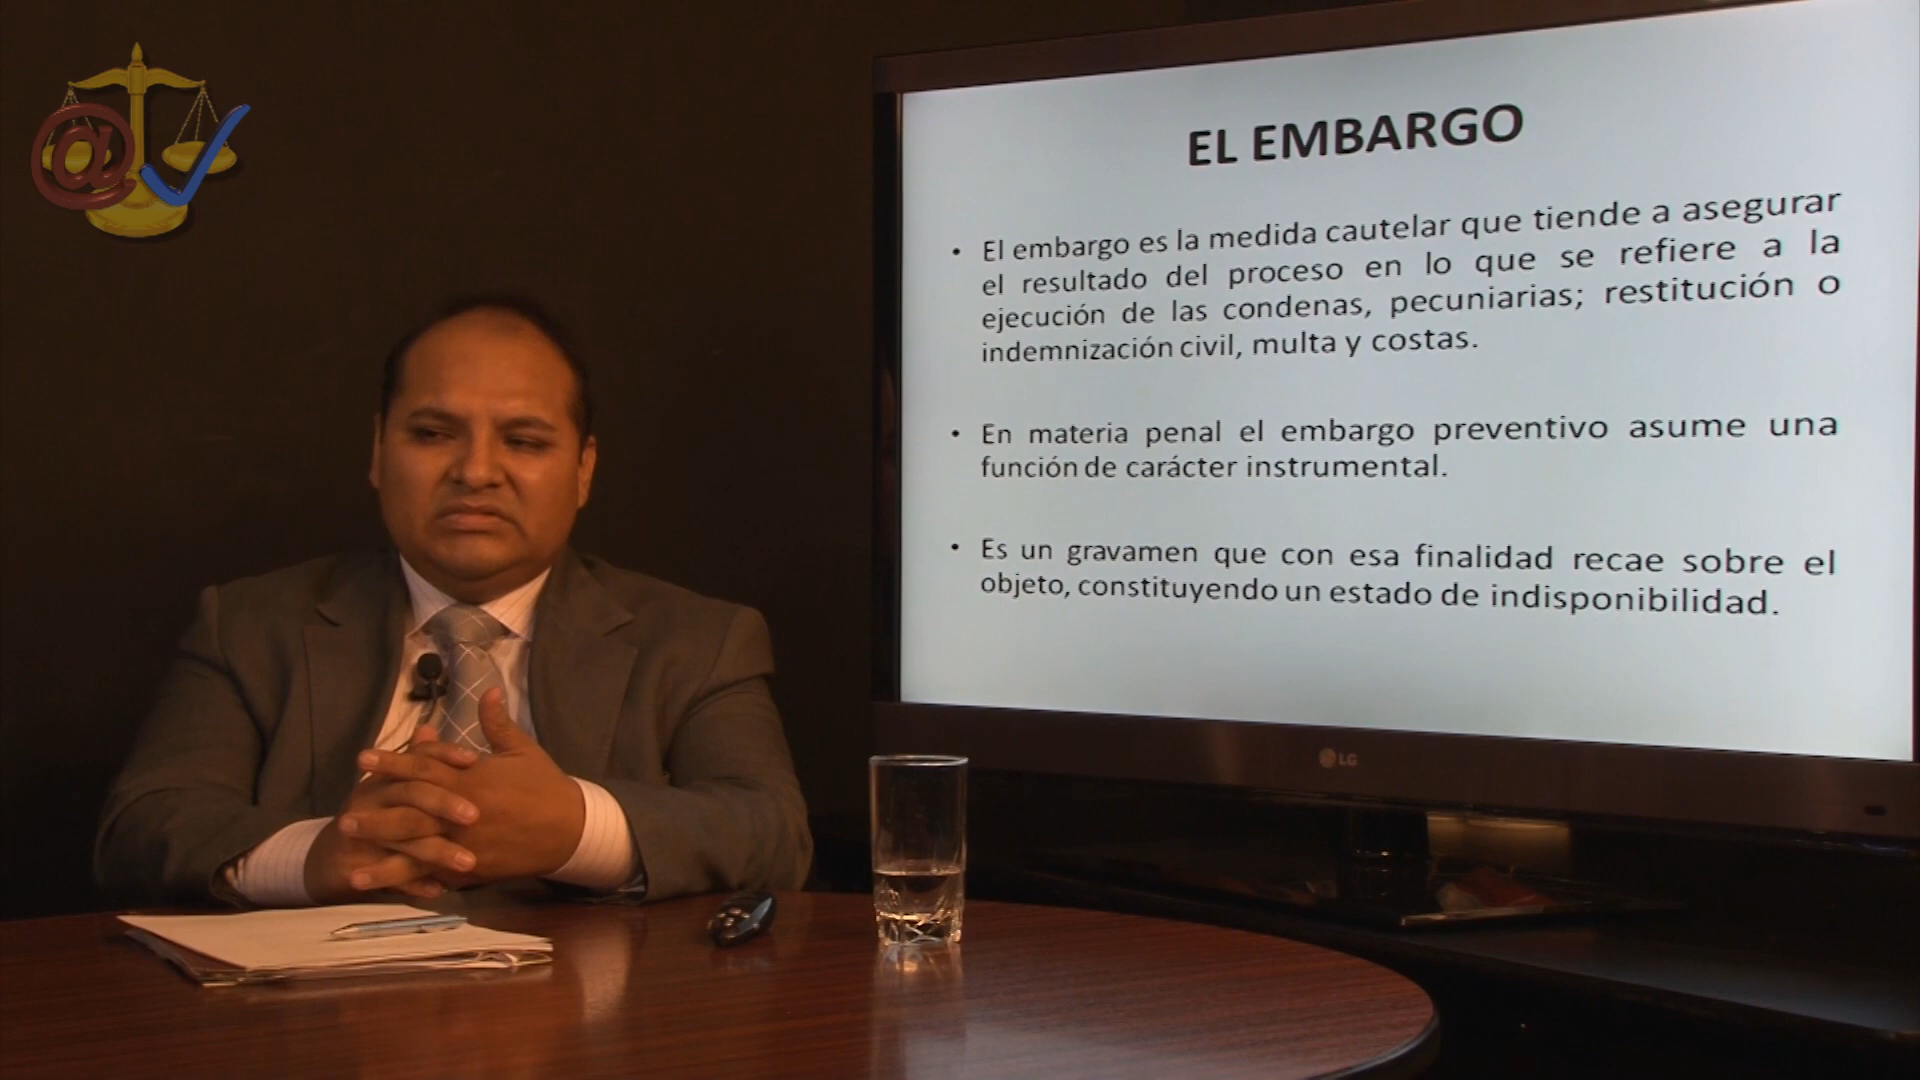 EL EMBARGO
• El embargo es la medida cautelar que tiende a asegurar
el resultado del proceso en lo que se refiere a la
ejecución de las condenas, pecuniarias; restitución o
indemnización civil, multa y costas.
• En materia penal el embargo preventivo asume una
función de carácter instrumental.
• Es un gravamen que con esa finalidad recae sobre el
objeto, constituyendo un estado de indisponibilidad.
LG
@